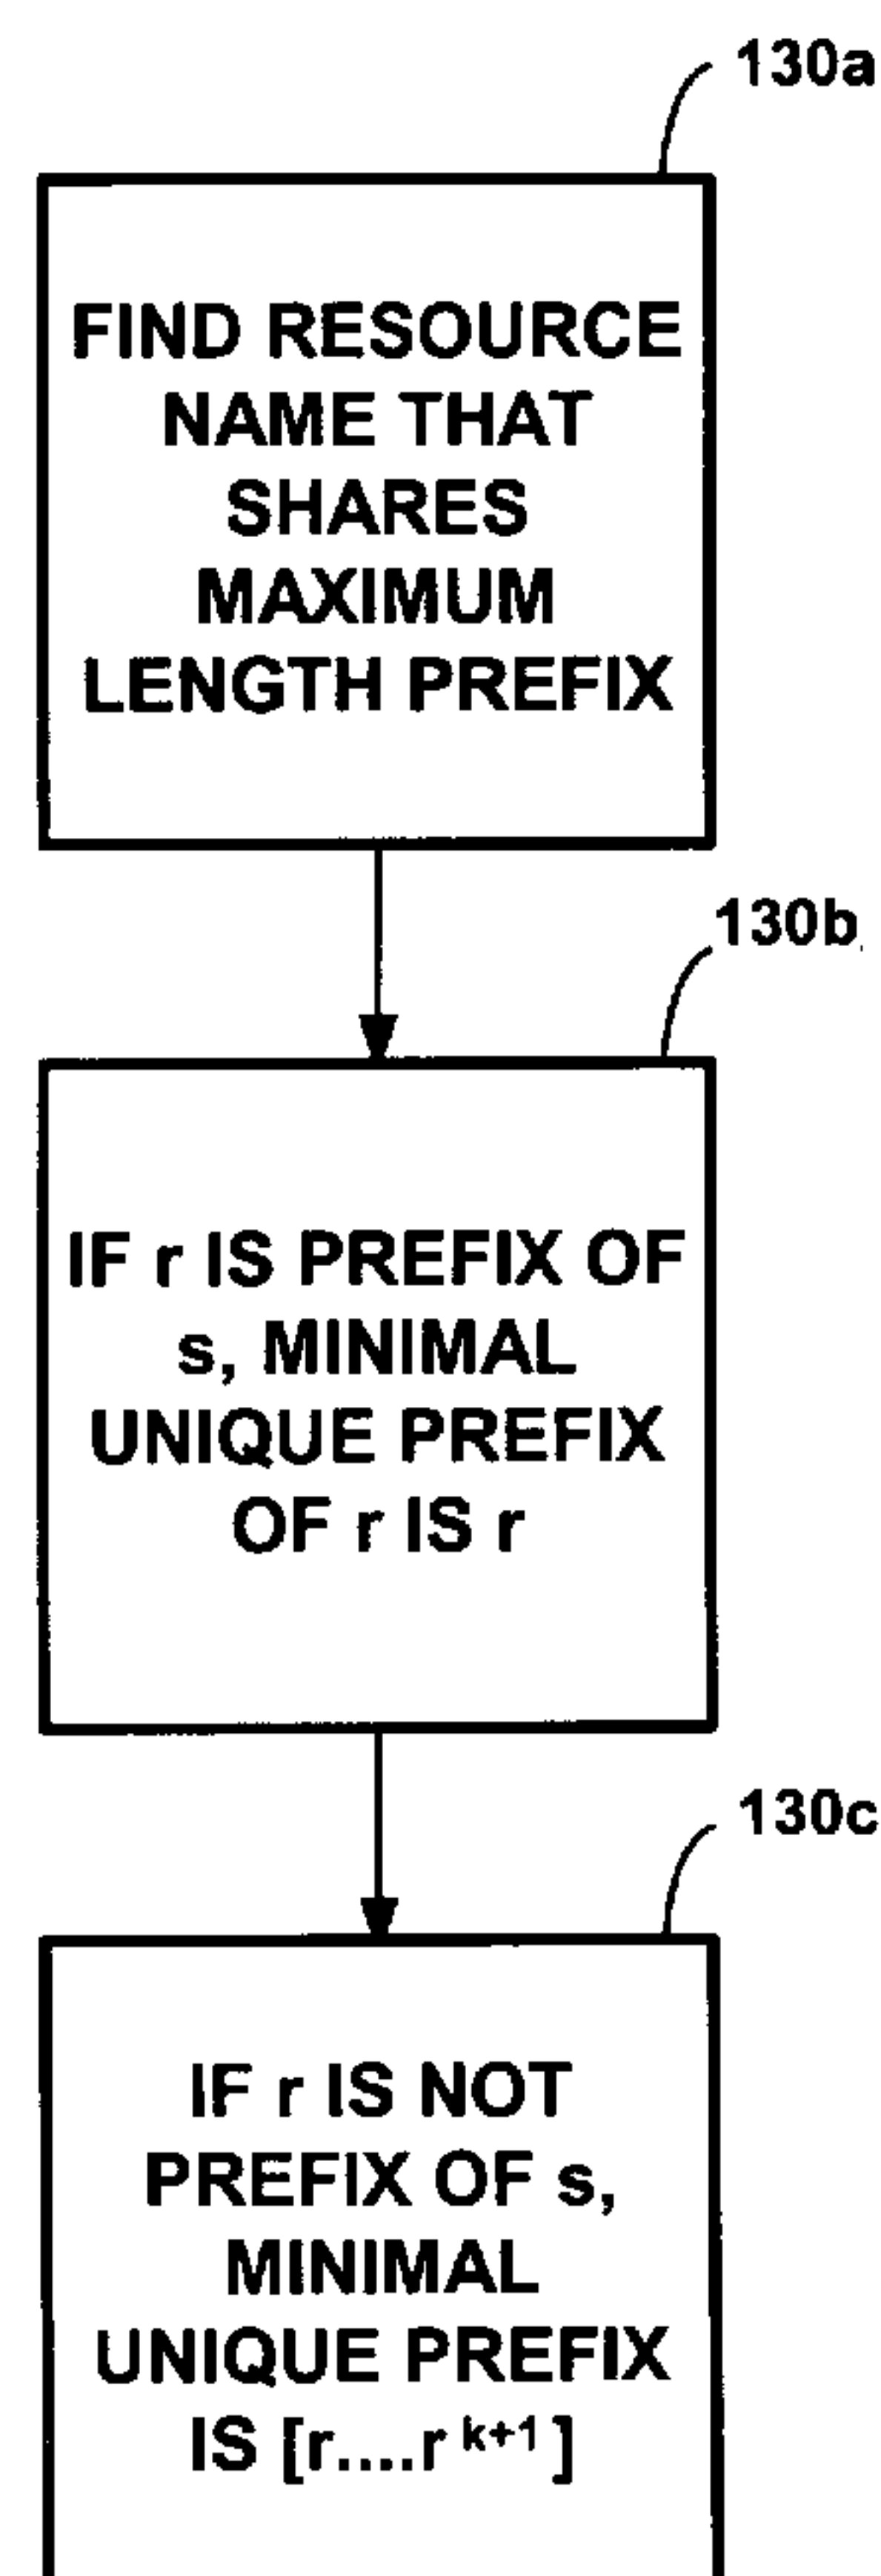 130a
FIND RESOURCE
NAME THAT
SHARES
MAXIMUM
LENGTH PREFIX
130b
IF r IS PREFIX OF
s, MINIMAL
UNIQUE PREFIX
OF r IS r
130c
IF r IS NOT
PREFIX OF s,
MINIMAL
UNIQUE PREFIX
IS [r....r k+1 ]